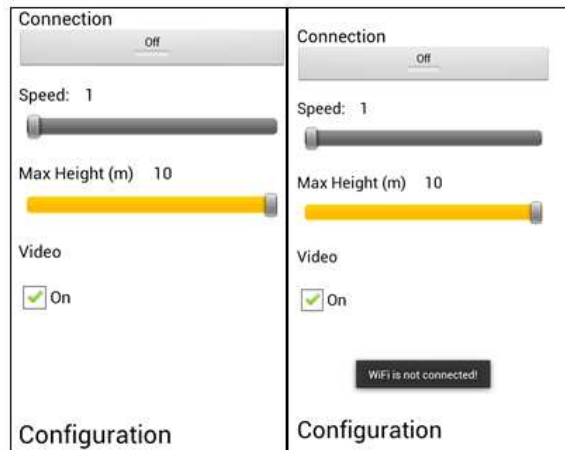 Connection
Off
Speed: 1
Max Height (m) 10
Video
On
Configuration
Connection
Off
Speed: 1
Max Height (m) 10
Video
On
WiFi is not connected!
Configuration